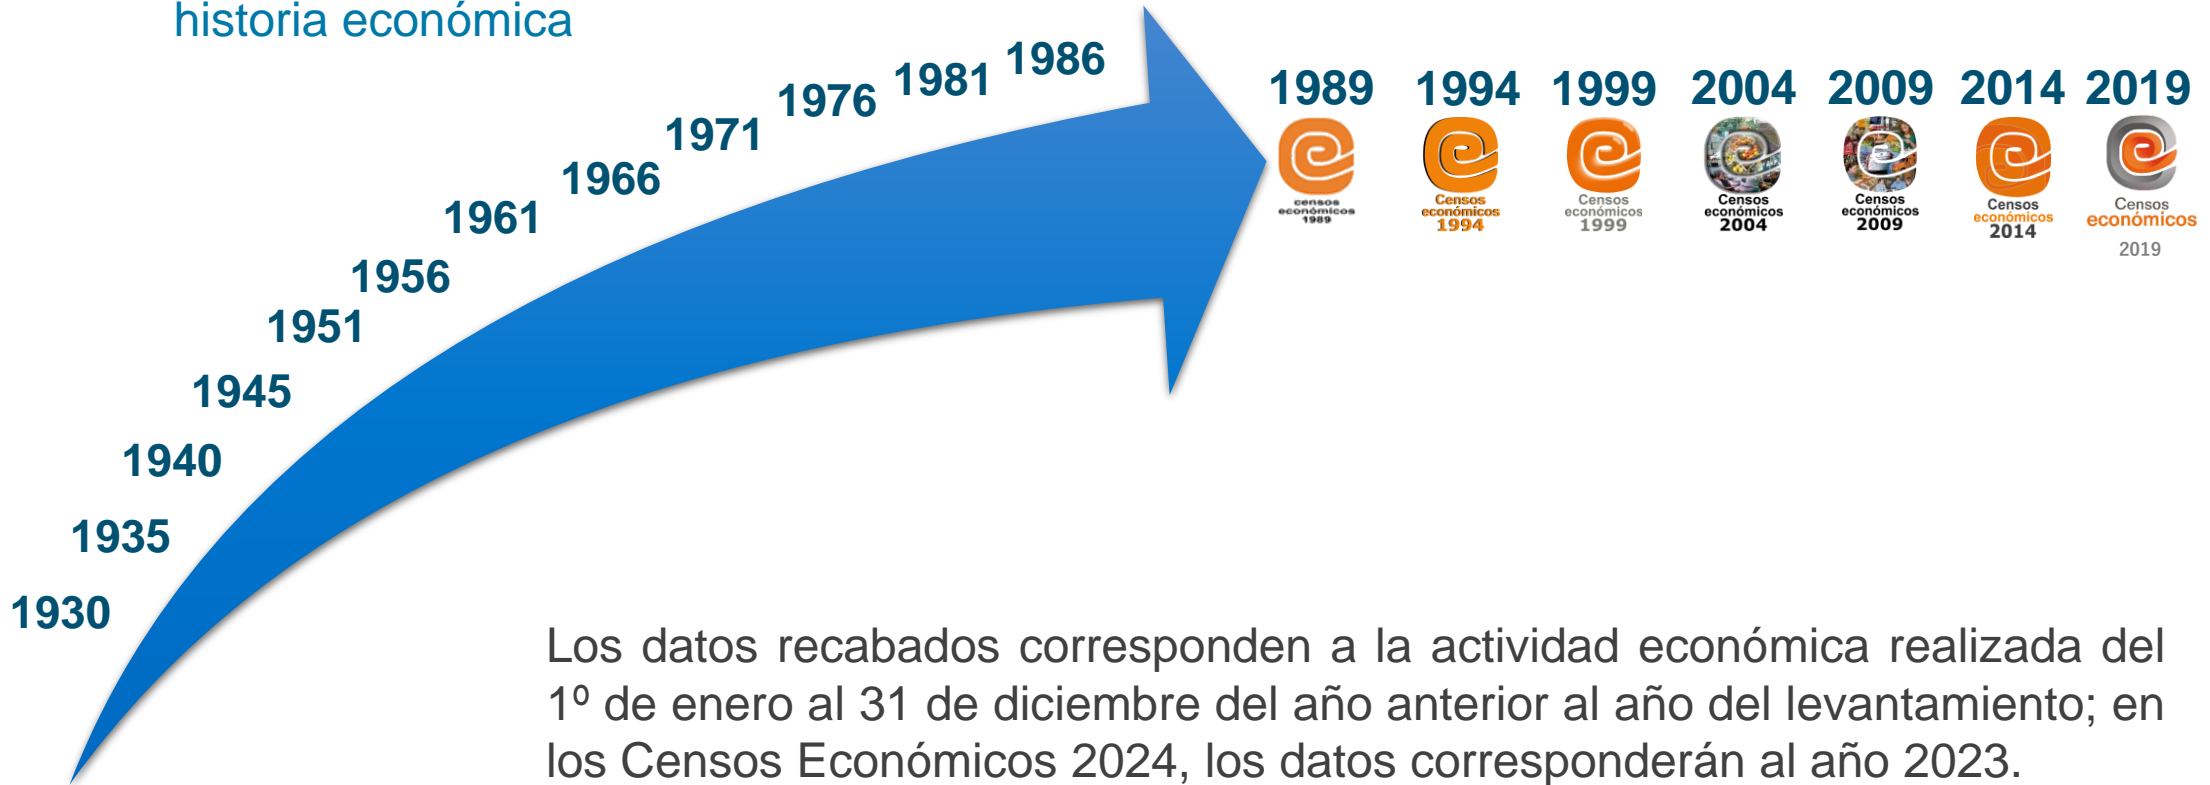 historia económica
1930
1935
1940
1945
1951
1956
1961
1966
1971
1976
1981
1986
1989
1994
1999
2004
2009
2014
2019
censos
económicos
1989
Censos
económicos
1994
Censos
económicos
1999
Censos
económicos
2004
Censos
económicos
2009
Censos
económicos
2014
Censos
económicos
2019
Los datos recabados corresponden a la actividad económica realizada del
1º de enero al 31 de diciembre del año anterior al año del levantamiento; en
los Censos Económicos 2024, los datos corresponderán al año 2023.